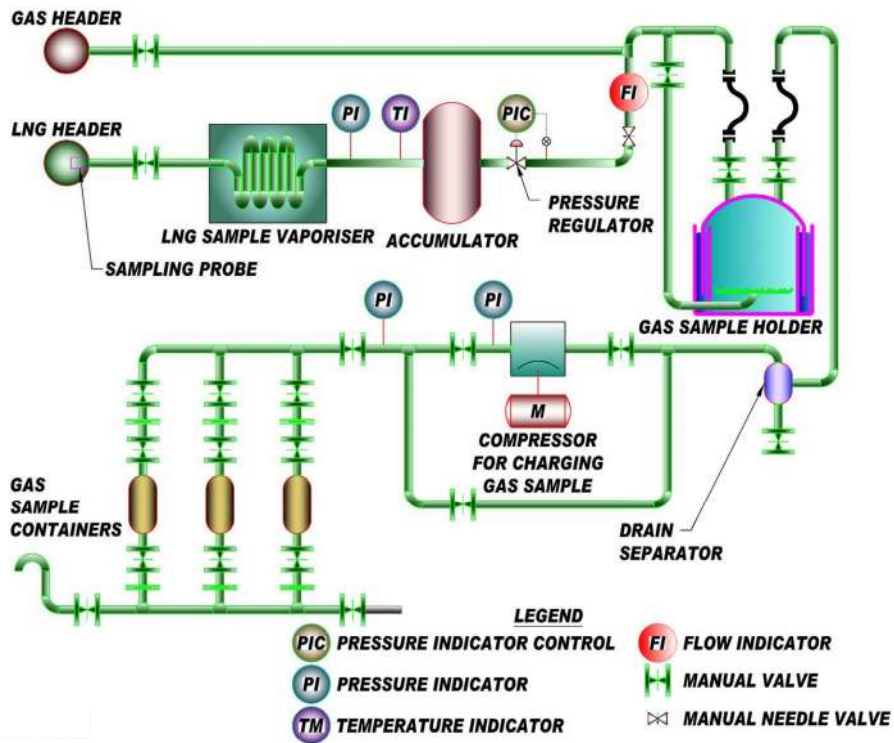 GAS HEADER
LNG HEADER
PI
TI
PIC
FI
PRESSURE
REGULATOR
LNG SAMPLE VAPORISER
ACCUMULATOR
SAMPLING PROBE
GAS SAMPLE HOLDER
PI
PI
M
COMPRESSOR
FOR CHARGING
GAS SAMPLE
GAS
SAMPLE
CONTAINERS
DRAIN
SEPARATOR
LEGEND
PIC PRESSURE INDICATOR CONTROL
PI PRESSURE INDICATOR
TM TEMPERATURE INDICATOR
FI FLOW INDICATOR
MANUAL VALVE
MANUAL NEEDLE VALVE